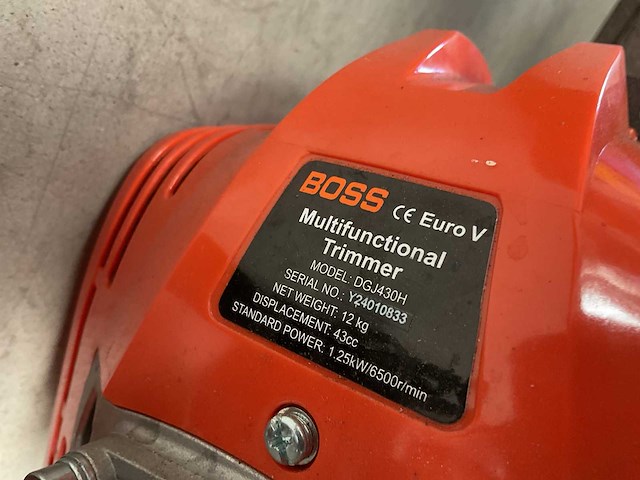 BOSS CE Euro V
Multifunctional
Trimmer
MODEL: DGJ430H
SERIAL NO.: Y24010833
NET WEIGHT: 12 kg
DISPLACEMENT: 43cc
STANDARD POWER: 1.25kW/6500r/min